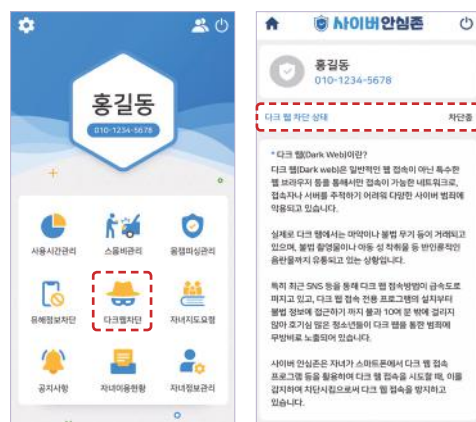 홍길동
010-1234-5678
사용시간관리
스몸비관리
몸캠피싱관리
유해정보차단
다크웹차단
자녀지도요령
공지사항
자녀이용현황
자녀정보관리
사이버안심존
홍길동
010-1234-5678
다크 웹 차단 상태
차단중
* 다크 웹(Dark Web)이란?
다크 웹(Dark web)은 일반적인 웹 접속이 아닌 특수한
웹 브라우저 등을 통해서만 접속이 가능한 네트워크로,
접속자나 서버를 추적하기 어려워 다양한 사이버 범죄에
악용되고 있습니다.
실제로 다크 웹에서는 마약이나 불법 무기 등이 거래되고
있으며, 불법 촬영물이나 아동 성 착취물 등 반인륜적인
음란물까지 유통되고 있는 상황입니다.
특히 최근 SNS 등을 통해 다크 웹 접속방법이 급속도로
퍼지고 있고, 다크 웹 접속 전용 프로그램의 설치부터
불법 정보에 접근하기 까지 불과 10여 분 밖에 걸리지
않아 호기심 많은 청소년들이 다크 웹을 통한 범죄에
무방비로 노출되어 있습니다.
사이버 안심존은 자녀가 스마트폰에서 다크 웹 접속
프로그램 등을 활용하여 다크 웹 접속을 시도할 때, 이를
감지하여 차단시킴으로써 다크 웹 접속을 방지하고
있습니다.